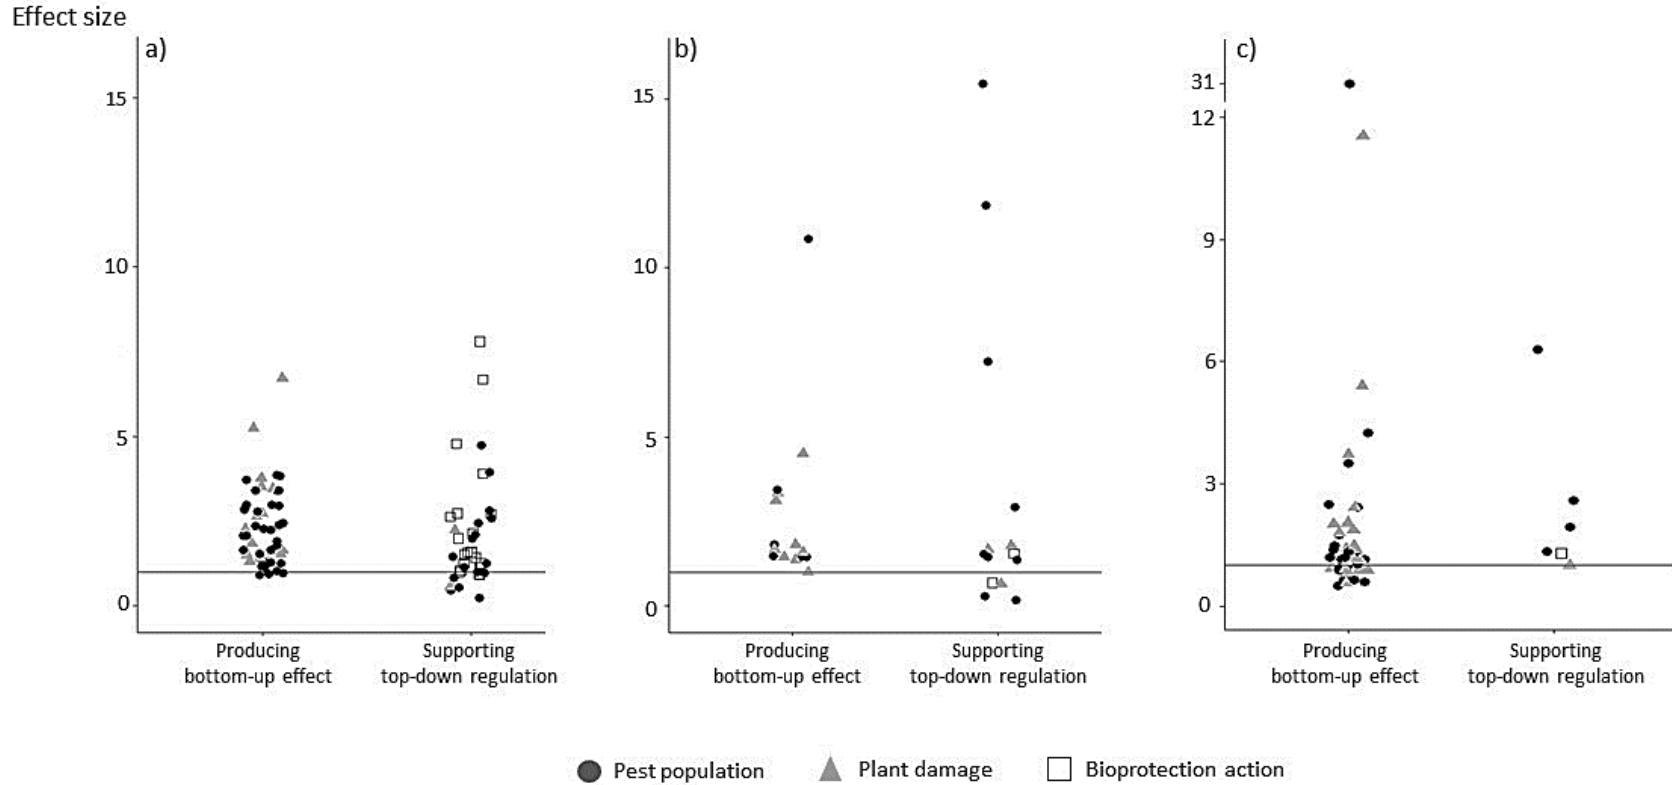 Effect size
a)
15
10
5
0
Producing
bottom-up effect
Supporting
top-down regulation
b)
15
10
5
0
Producing
bottom-up effect
Supporting
top-down regulation
c)
31
12
9
6
3
0
Producing
bottom-up effect
Supporting
top-down regulation
Pest population
Plant damage
Bioprotection action